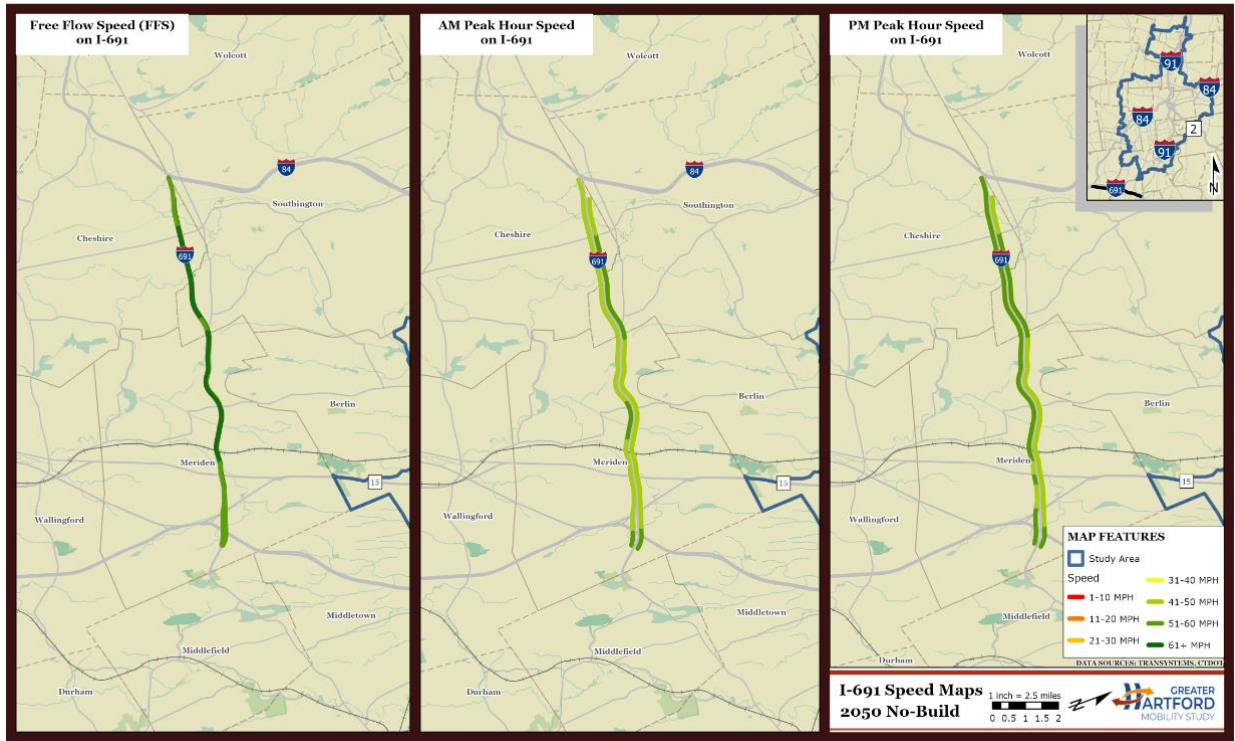 Free Flow Speed (FFS)
on I-691
Wolcott
84
Southington
Cheshire
691
Berlin
Meriden
15
Wallingford
Middletown
Middlefield
Durham
AM Peak Hour Speed
on I-691
Wolcott
84
Southington
Cheshire
691
Berlin
Meriden
15
Wallingford
Middletown
Middlefield
Durham
PM Peak Hour Speed
on I-691
Wolcott
91
84
84
2
91
691
N
Southington
Cheshire
691
Berlin
Meriden
15
Wallingford
Middlefield
Durham
MAP FEATURES
Study Area
Speed
1-10 MPH
11-20 MPH
21-30 MPH
31-40 MPH
41-50 MPH
51-60 MPH
61+ MPH
DATA SOURCES: TRANSYSTEMS, CTDOT
I-691 Speed Maps
2050 No-Build
1 inch = 2.5 miles
0 0.5 1 1.5 2
N
GREATER
HARTFORD
MOBILITY STUDY